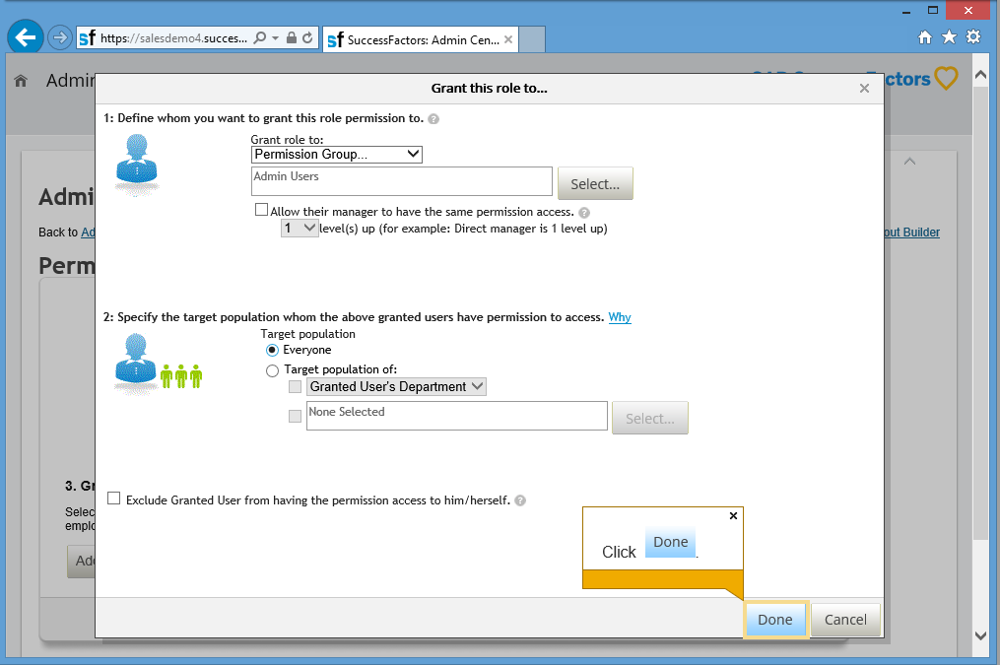 sf https://salesdemo4.succes...
sf SuccessFactors: Admin Cen...
Admin
ctors
Grant this role to...
1: Define whom you want to grant this role permission to.
Grant role to:
Permission Group...
Admin Users
Select...
Allow their manager to have the same permission access.
1 level(s) up (for example: Direct manager is 1 level up)
Admi
Back to Ad
out Builder
Perm
2: Specify the target population whom the above granted users have permission to access. Why
Target population
Everyone
Target population of:
Granted User's Department
None Selected
Select...
3. Gr
Selec
emplo
Exclude Granted User from having the permission access to him/herself.
Click Done.
Add
Done
Cancel